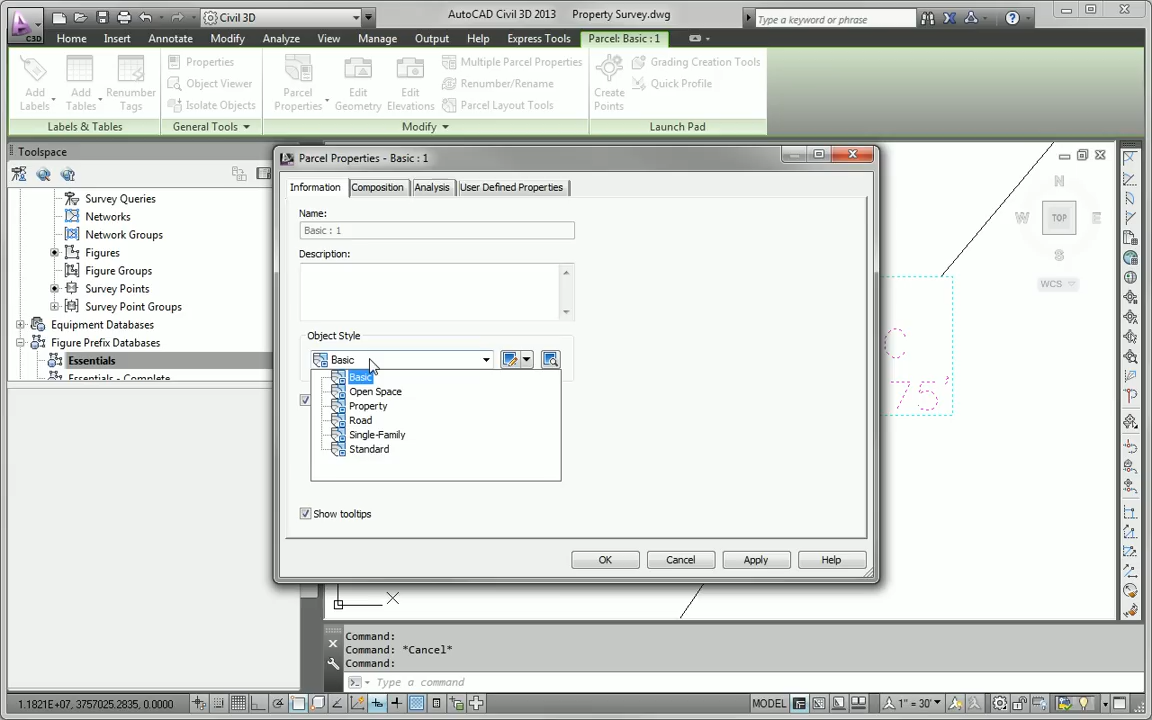 Civil 3D
AutoCAD Civil 3D 2013 Property Survey.dwg
Type a keyword or phrase
C3D
Home Insert Annotate Modify Analyze View Manage Output Help Express Tools Parcel: Basic : 1
Add Labels
Add Tables
Renumber Tags
Properties
Object Viewer
Isolate Objects
Parcel Properties
Edit Geometry
Edit Elevations
Multiple Parcel Properties
Renumber/Rename
Parcel Layout Tools
Create Points
Grading Creation Tools
Quick Profile
Labels & Tables General Tools Modify Launch Pad
Toolspace
Survey Queries
Networks
Network Groups
Figures
Figure Groups
Survey Points
Survey Point Groups
Equipment Databases
Figure Prefix Databases
Essentials
Essentials - Complete
Parcel Properties - Basic : 1
Information Composition Analysis User Defined Properties
Name:
Basic : 1
Description:
Object Style
Basic
Basic
Open Space
Property
Road
Single-Family
Standard
Show tooltips
OK Cancel Apply Help
N
W TOP E
S
WCS
C
75'
X
Command:
Command: *Cancel*
Command:
Type a command
1.1821E+07, 3757025.2835, 0.0000
MODEL
1" = 30'